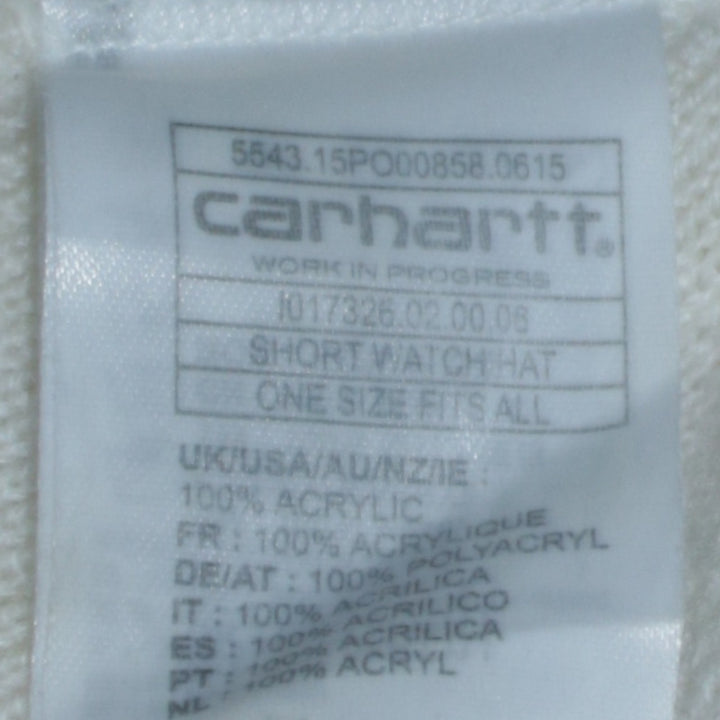 5543.15PO00858.0615
carhartt®
WORK IN PROGRESS
I017326.02.00.06
SHORT WATCH HAT
ONE SIZE FITS ALL
UK/USA/AU/NZ/IE :
100% ACRYLIC
FR : 100% ACRYLIQUE
DE/AT : 100% POLYACRYL
IT : 100% ACRILICA
ES : 100% ACRILICO
PT : 100% ACRILICA
NL : 100% ACRYL